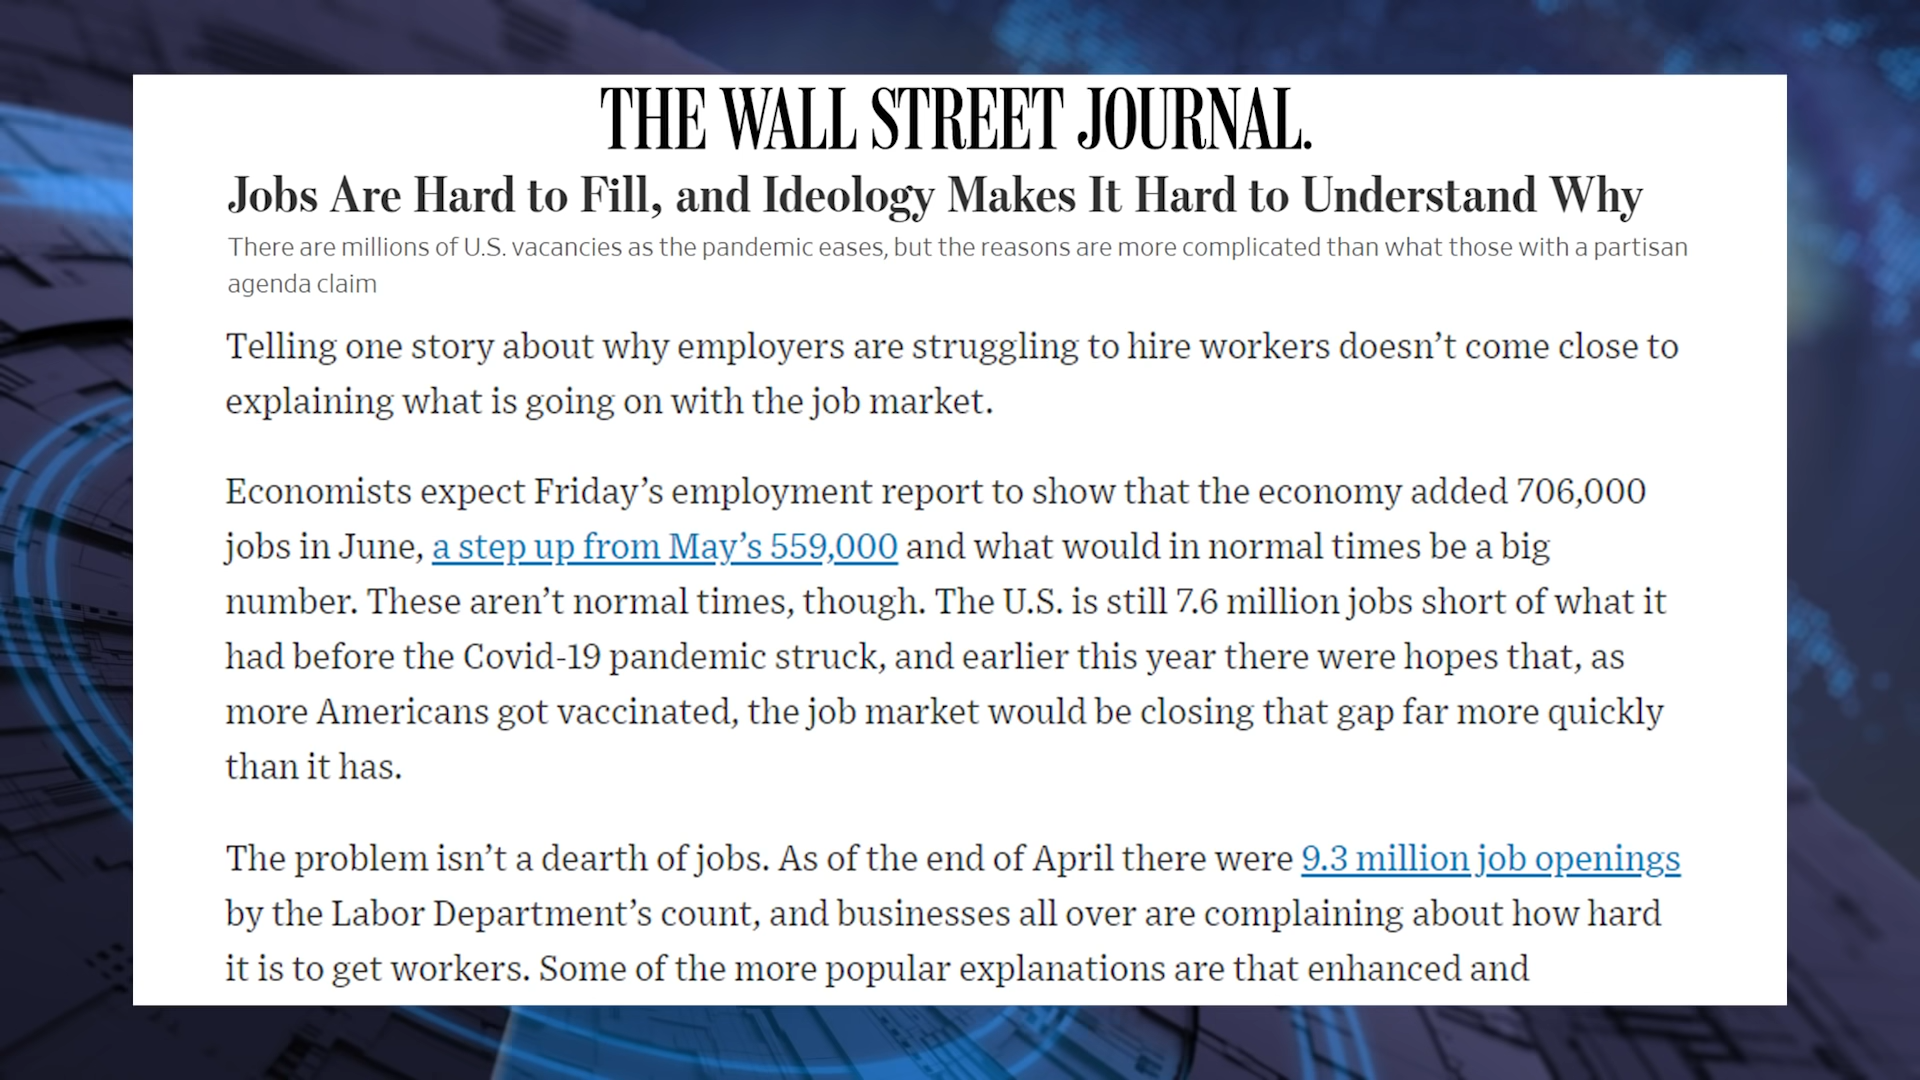 THE WALL STREET JOURNAL.
Jobs Are Hard to Fill, and Ideology Makes It Hard to Understand Why
There are millions of U.S. vacancies as the pandemic eases, but the reasons are more complicated than what those with a partisan
agenda claim
Telling one story about why employers are struggling to hire workers doesn’t come close to
explaining what is going on with the job market.
Economists expect Friday’s employment report to show that the economy added 706,000
jobs in June, a step up from May’s 559,000 and what would in normal times be a big
number. These aren’t normal times, though. The U.S. is still 7.6 million jobs short of what it
had before the Covid-19 pandemic struck, and earlier this year there were hopes that, as
more Americans got vaccinated, the job market would be closing that gap far more quickly
than it has.
The problem isn’t a dearth of jobs. As of the end of April there were 9.3 million job openings
by the Labor Department’s count, and businesses all over are complaining about how hard
it is to get workers. Some of the more popular explanations are that enhanced and